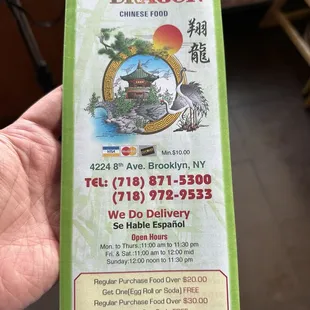 DRAGON
CHINESE FOOD
翔
龍
VISA
Min.$10.00
4224 8th Ave. Brooklyn, NY
TEL: (718) 871-5300
(718) 972-9533
We Do Delivery
Se Hable Español
Open Hours
Mon. to Thurs.:11:00 am to 11:30 pm
Fri. & Sat.:11:00 am to 12:00 mid
Sunday:12:00 noon to 11:30 pm
Regular Purchase Food Over $20.00
Get One(Egg Roll or Soda) FREE
Regular Purchase Food Over $30.00